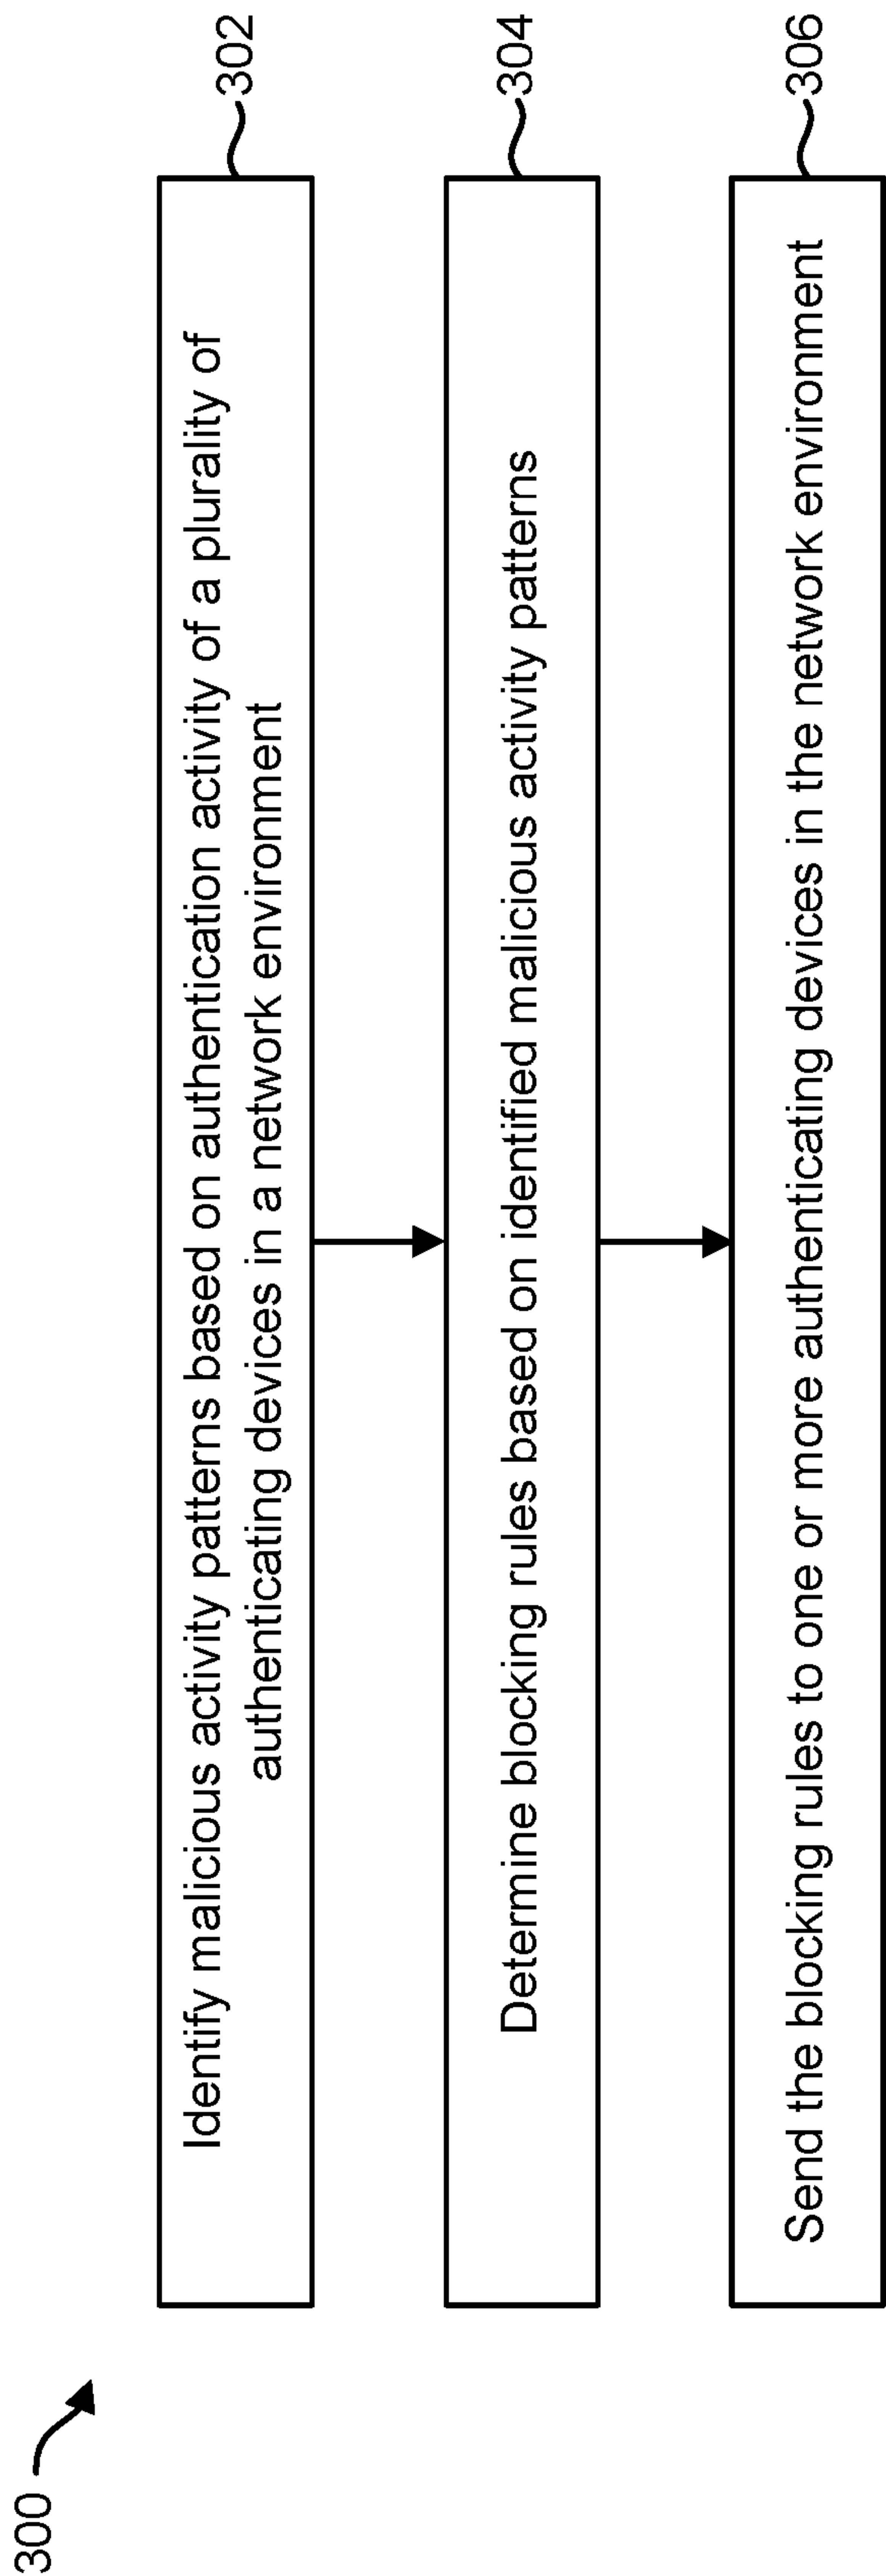 300
Identify malicious activity patterns based on authentication activity of a plurality of
authenticating devices in a network environment
302
Determine blocking rules based on identified malicious activity patterns
304
Send the blocking rules to one or more authenticating devices in the network environment
306